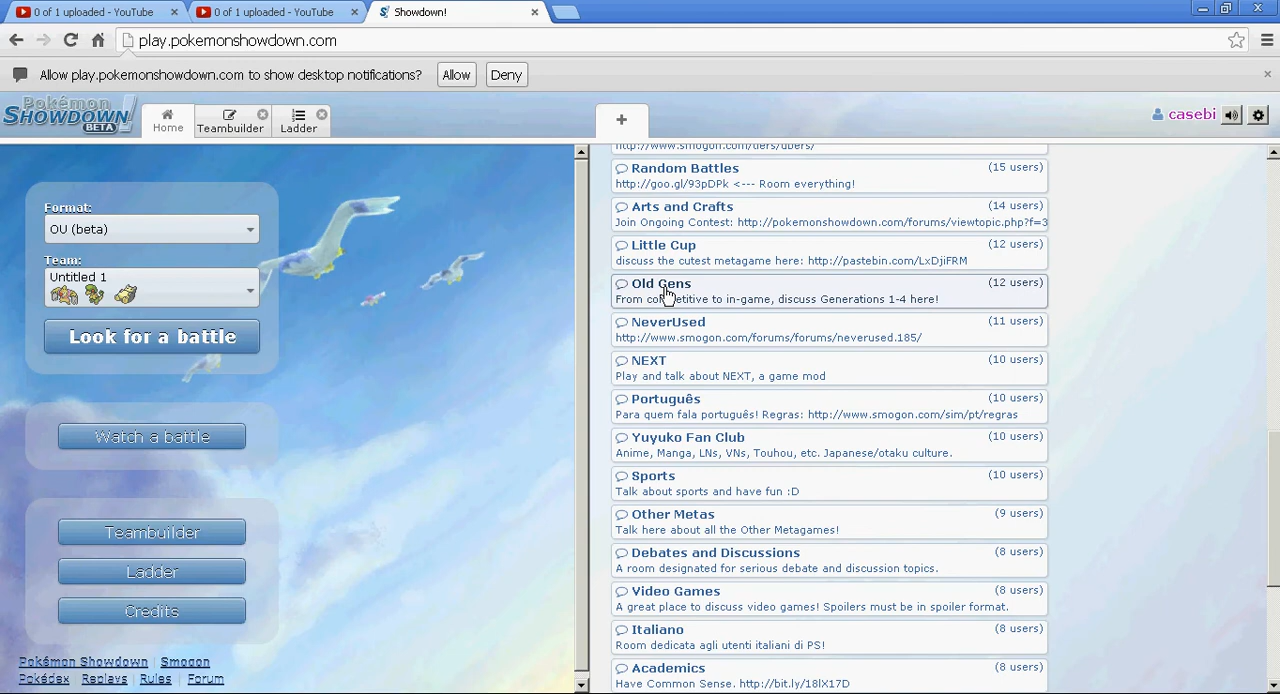 0 of 1 uploaded - YouTube
0 of 1 uploaded - YouTube
Showdown!
play.pokemonshowdown.com
Allow play.pokemonshowdown.com to show desktop notifications?
Allow
Deny
Pokémon
SHOWDOWN!
BETA
Home
Teambuilder
Ladder
+
casebi
Format:
OU (beta)
Team:
Untitled 1
Look for a battle
Watch a battle
Teambuilder
Ladder
Credits
Pokémon Showdown | Smogon
Pokédex | Replays | Rules | Forum
http://www.smogon.com/tiers/ubers/
Random Battles (15 users)
http://goo.gl/93pDPk <--- Room everything!
Arts and Crafts (14 users)
Join Ongoing Contest: http://pokemonshowdown.com/forums/viewtopic.php?f=3
Little Cup (12 users)
discuss the cutest metagame here: http://pastebin.com/LxDjiFRM
Old Gens (12 users)
From competitive to in-game, discuss Generations 1-4 here!
NeverUsed (11 users)
http://www.smogon.com/forums/forums/neverused.185/
NEXT (10 users)
Play and talk about NEXT, a game mod
Português (10 users)
Para quem fala português! Regras: http://www.smogon.com/sim/pt/regras
Yuyuko Fan Club (10 users)
Anime, Manga, LNs, VNs, Touhou, etc. Japanese/otaku culture.
Sports (10 users)
Talk about sports and have fun :D
Other Metas (9 users)
Talk here about all the Other Metagames!
Debates and Discussions (8 users)
A room designated for serious debate and discussion topics.
Video Games (8 users)
A great place to discuss video games! Spoilers must be in spoiler format.
Italiano (8 users)
Room dedicata agli utenti italiani di PS!
Academics (8 users)
Have Common Sense. http://bit.ly/18lX17D